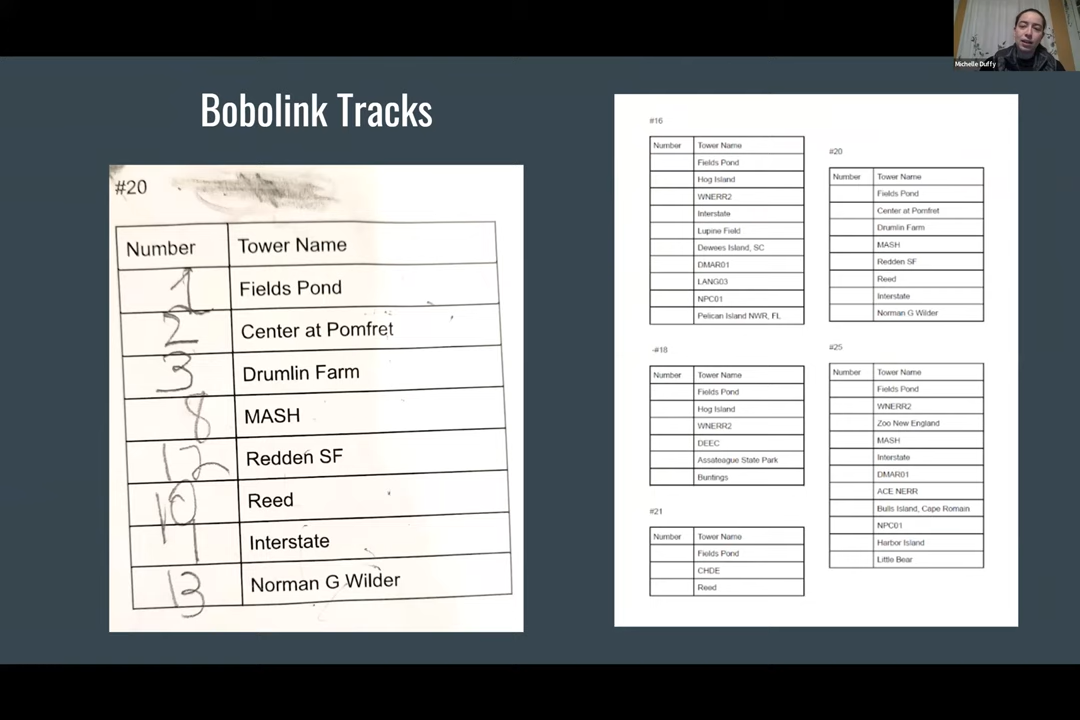 Michelle Duffy
Bobolink Tracks
#20
Number Tower Name
1 Fields Pond
2 Center at Pomfret
3 Drumlin Farm
8 MASH
12 Redden SF
10 Reed
Interstate
13 Norman G Wilder
#16
Number Tower Name
Fields Pond
Hog Island
WNERR2
Interstate
Lupine Field
Dewees Island, SC
DMAR01
LANG03
NPC01
Pelican Island NWR, FL
-#18
Number Tower Name
Fields Pond
Hog Island
WNERR2
DEEC
Assateague State Park
Buntings
#21
Number Tower Name
Fields Pond
CHDE
Reed
#20
Number Tower Name
Fields Pond
Center at Pomfret
Drumlin Farm
MASH
Redden SF
Reed
Interstate
Norman G Wilder
#25
Number Tower Name
Fields Pond
WNERR2
Zoo New England
MASH
Interstate
DMAR01
ACE NERR
Bulls Island, Cape Romain
NPC01
Harbor Island
Little Bear